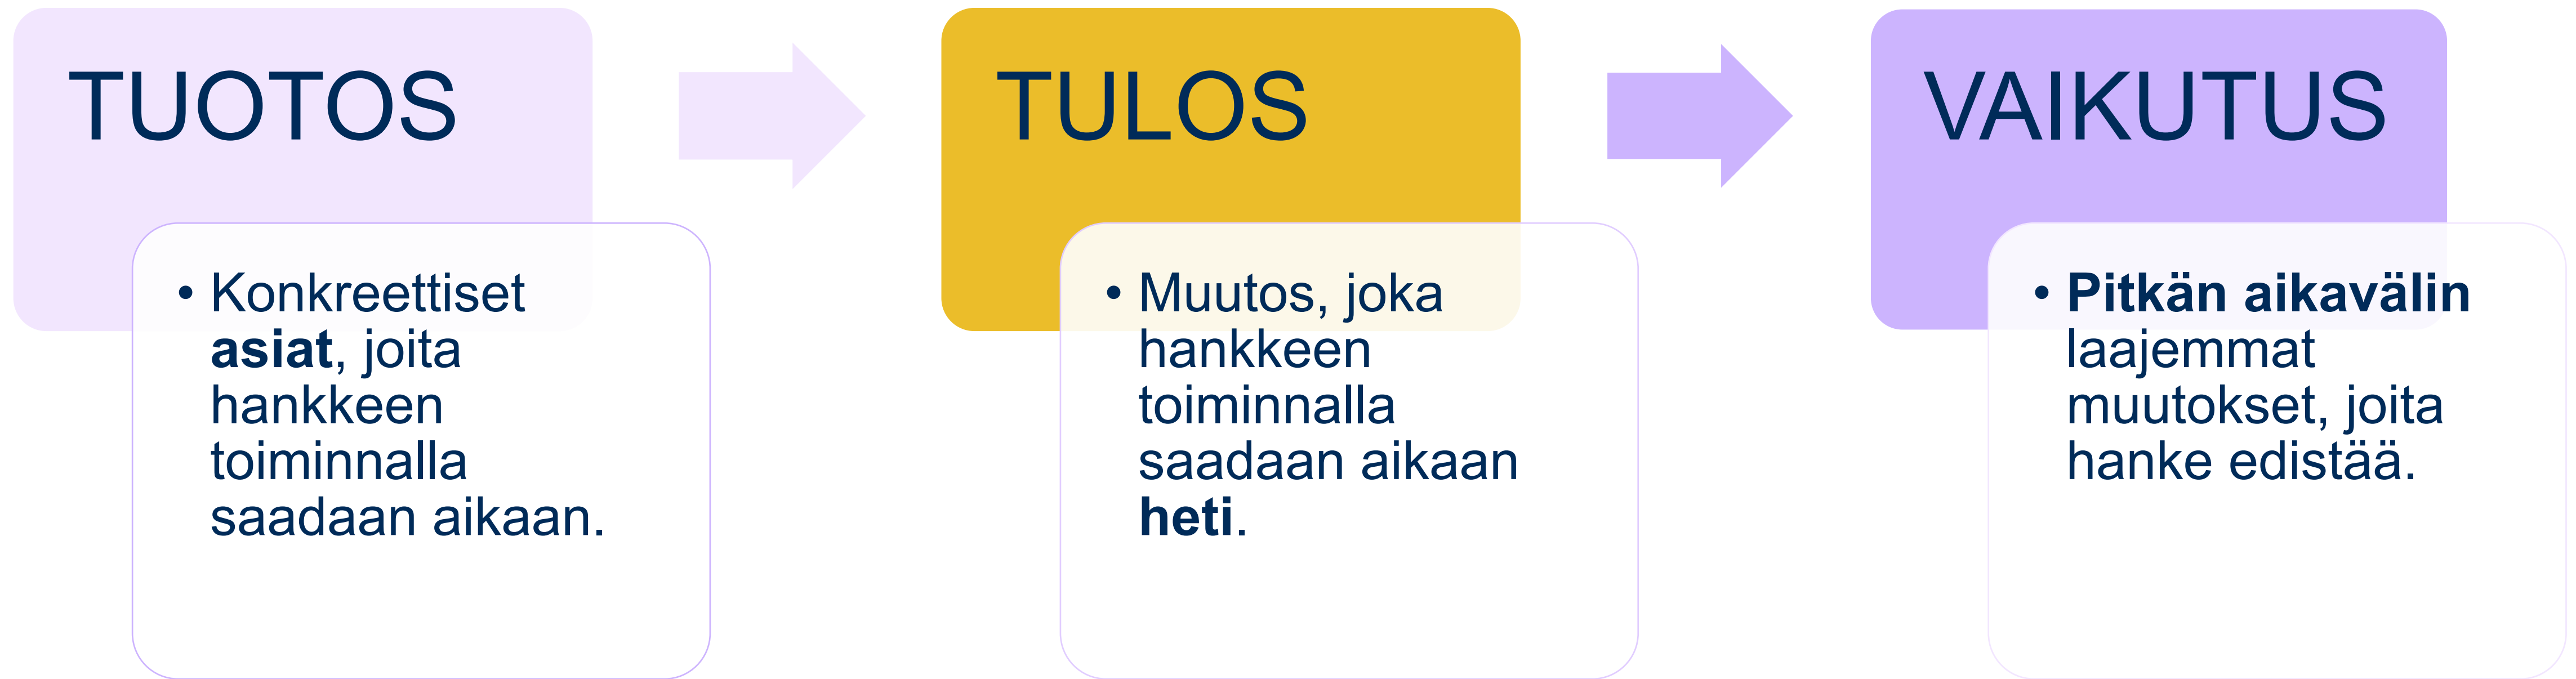 TUOTOS
• Konkreettiset
asiat, joita
hankkeen
toiminnalla
saadaan aikaan.
TULOS
• Muutos, joka
hankkeen
toiminnalla
saadaan aikaan
heti.
VAIKUTUS
• Pitkän aikavälin
laajemmat
muutokset, joita
hanke edistää.